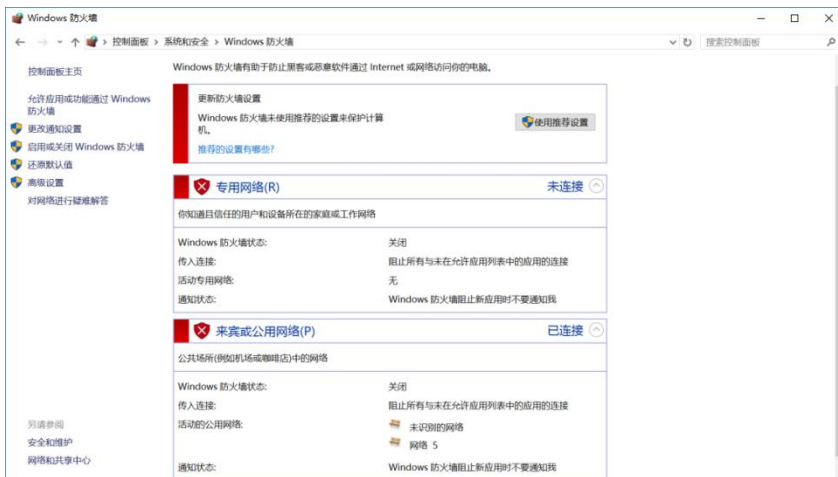 Windows 防火墙
控制面板 > 系统和安全 > Windows 防火墙
搜索控制面板
控制面板主页
允许应用或功能通过 Windows
防火墙
更改通知设置
启用或关闭 Windows 防火墙
还原默认值
高级设置
对网络进行疑难解答
另请参阅
安全和维护
网络和共享中心
Windows 防火墙有助于防止黑客或恶意软件通过 Internet 或网络访问你的电脑。
更新防火墙设置
Windows 防火墙未使用推荐的设置来保护计算
机。
使用推荐设置
推荐的设置有哪些?
专用网络(R) 未连接
你知道且信任的用户和设备所在的家庭或工作网络
Windows 防火墙状态: 关闭
传入连接: 阻止所有与未在允许应用列表中的应用的连接
活动专用网络: 无
通知状态: Windows 防火墙阻止新应用时不要通知我
来宾或公用网络(P) 已连接
公共场所(例如机场或咖啡店)中的网络
Windows 防火墙状态: 关闭
传入连接: 阻止所有与未在允许应用列表中的应用的连接
活动的公用网络: 未识别的网络
网络 5
通知状态: Windows 防火墙阻止新应用时不要通知我